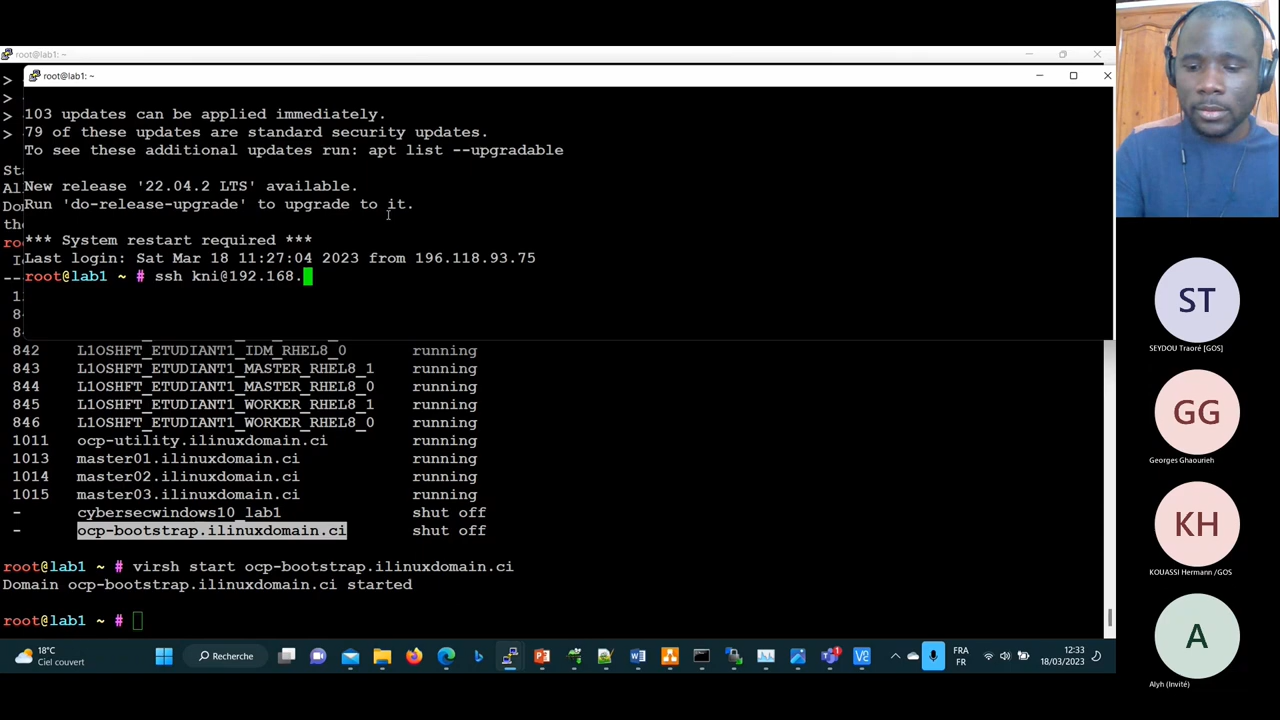 root@lab1: ~
root@lab1: ~
>
>
>
103 updates can be applied immediately.
79 of these updates are standard security updates.
To see these additional updates run: apt list --upgradable
New release '22.04.2 LTS' available.
Run 'do-release-upgrade' to upgrade to it.
*** System restart required ***
Last login: Sat Mar 18 11:27:04 2023 from 196.118.93.75
root@lab1 ~ # ssh kni@192.168.
842 L1OSHFT_ETUDIANT1_IDM_RHEL8_0 running
843 L1OSHFT_ETUDIANT1_MASTER_RHEL8_1 running
844 L1OSHFT_ETUDIANT1_MASTER_RHEL8_0 running
845 L1OSHFT_ETUDIANT1_WORKER_RHEL8_1 running
846 L1OSHFT_ETUDIANT1_WORKER_RHEL8_0 running
1011 ocp-utility.ilinuxdomain.ci running
1013 master01.ilinuxdomain.ci running
1014 master02.ilinuxdomain.ci running
1015 master03.ilinuxdomain.ci running
- cybersecwindows10_lab1 shut off
- ocp-bootstrap.ilinuxdomain.ci shut off
root@lab1 ~ # virsh start ocp-bootstrap.ilinuxdomain.ci
Domain ocp-bootstrap.ilinuxdomain.ci started
root@lab1 ~ #
18°C
Ciel couvert
Recherche
FRA
FR
12:33
18/03/2023
ST
SEYDOU Traoré [GOS]
GG
Georges Ghaourieh
KH
KOUASSI Hermann /GOS
A
Alyh (Invité)